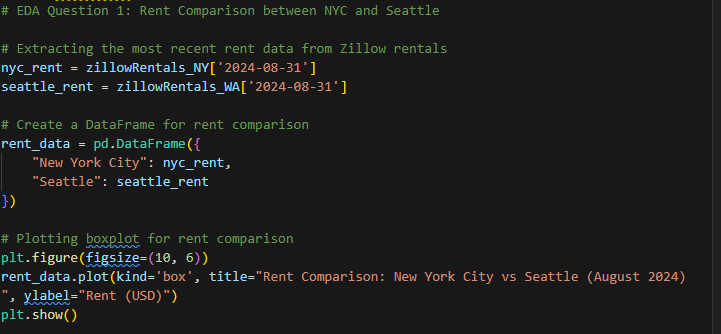 # EDA Question 1: Rent Comparison between NYC and Seattle
# Extracting the most recent rent data from Zillow rentals
nyc_rent = zillowRentals_NY['2024-08-31']
seattle_rent = zillowRentals_WA['2024-08-31']
# Create a DataFrame for rent comparison
rent_data = pd.DataFrame({
    "New York City": nyc_rent,
    "Seattle": seattle_rent
})
# Plotting boxplot for rent comparison
plt.figure(figsize=(10, 6))
rent_data.plot(kind='box', title="Rent Comparison: New York City vs Seattle (August 2024)
", ylabel="Rent (USD)")
plt.show()